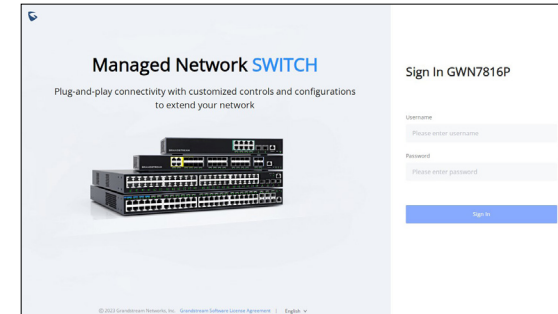 Managed Network SWITCH
Plug-and-play connectivity with customized controls and configurations
to extend your network
Sign In GWN7816P
Username
Please enter username
Password
Please enter password
Sign In
© 2023 Grandstream Networks, Inc. Grandstream Software License Agreement | English